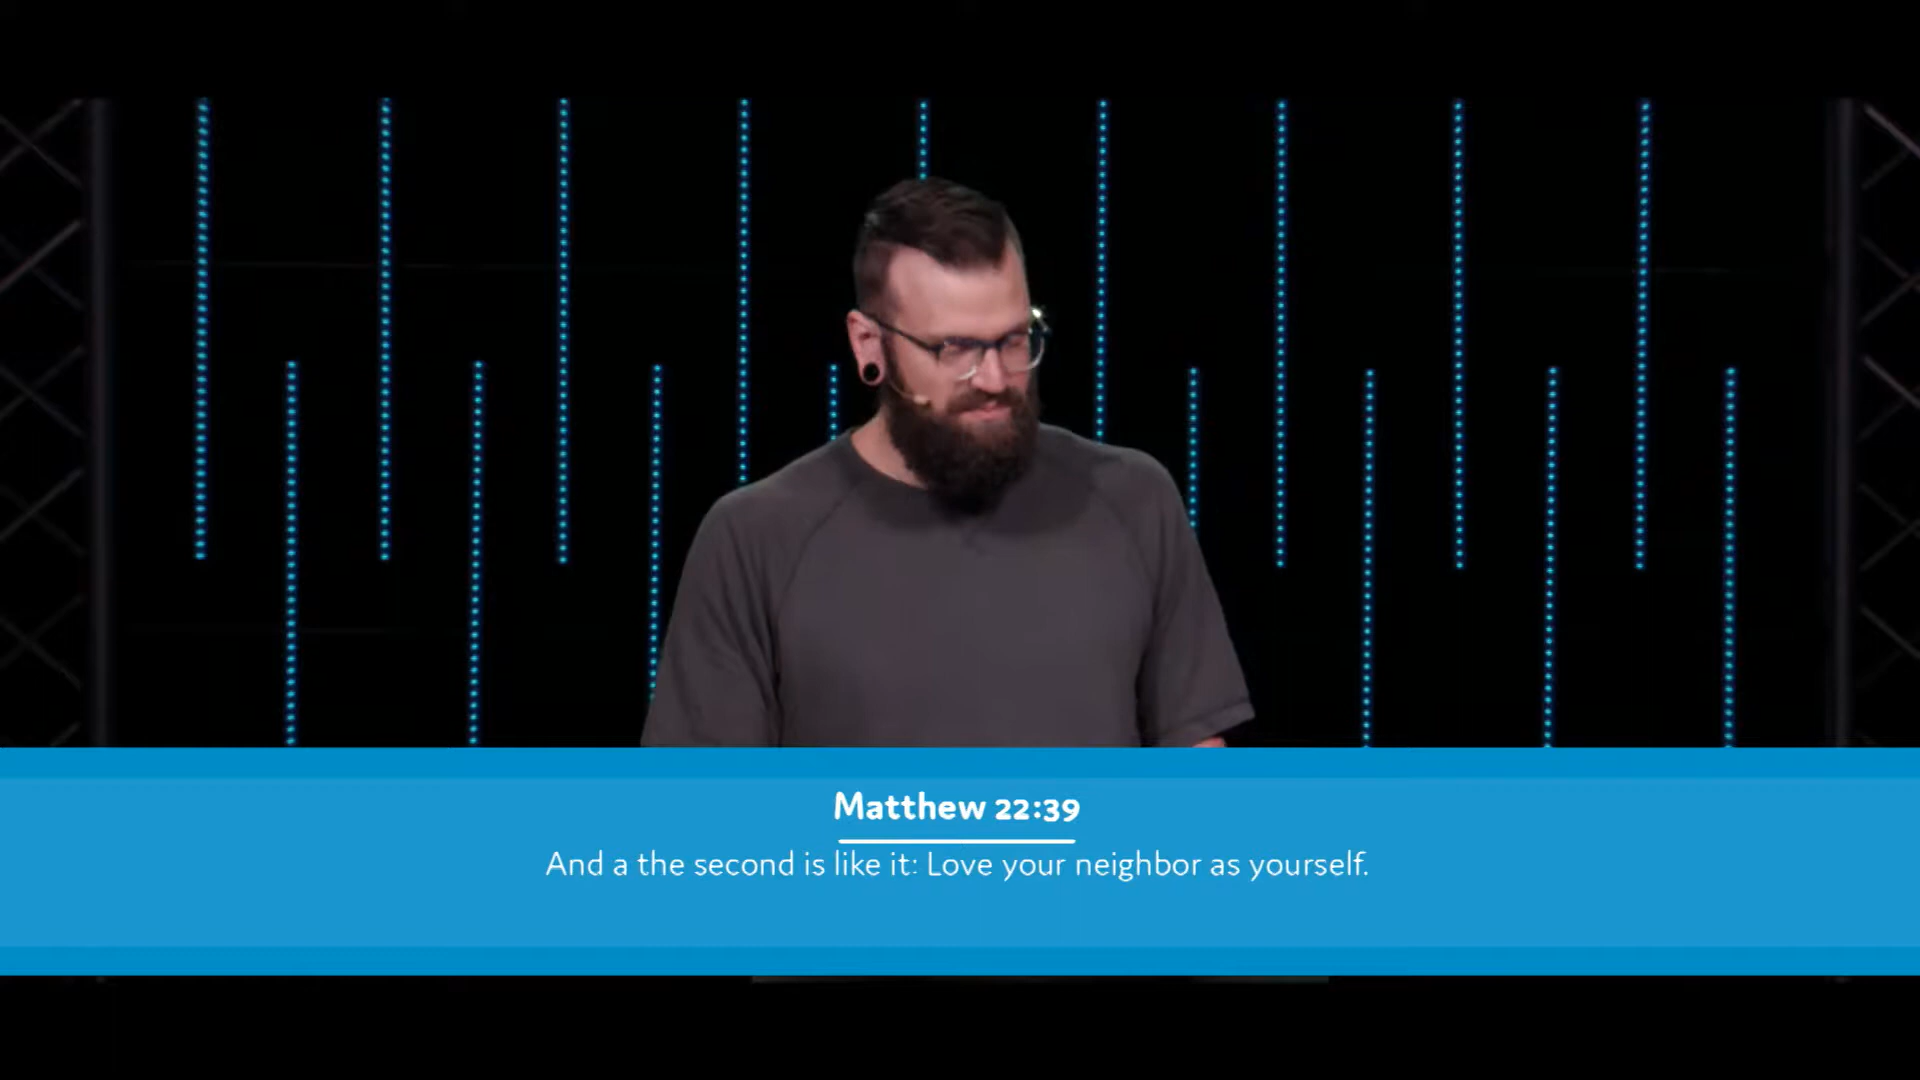 Matthew 22:39
And a the second is like it: Love your neighbor as yourself.